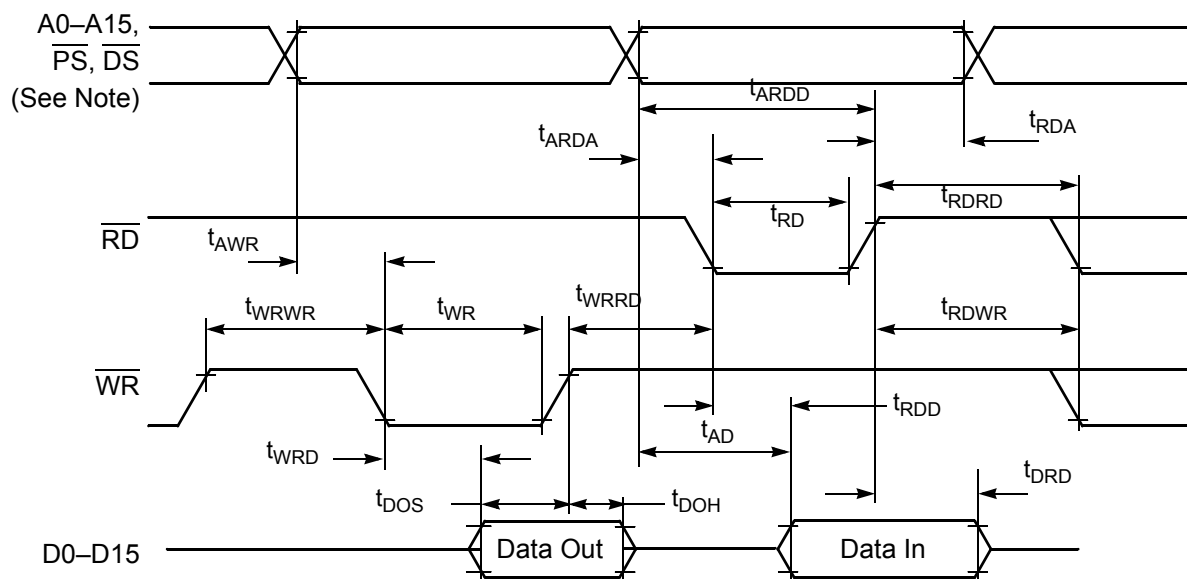 A0–A15,
PS, DS
(See Note)
tARDD
tRDA
tARDA
tRDRD
tRD
RD
tAWR
tWRWR
tWR
tWRRD
tRDWR
WR
tRDD
tAD
tWRD
tDRD
tDOS
tDOH
D0–D15
Data Out
Data In